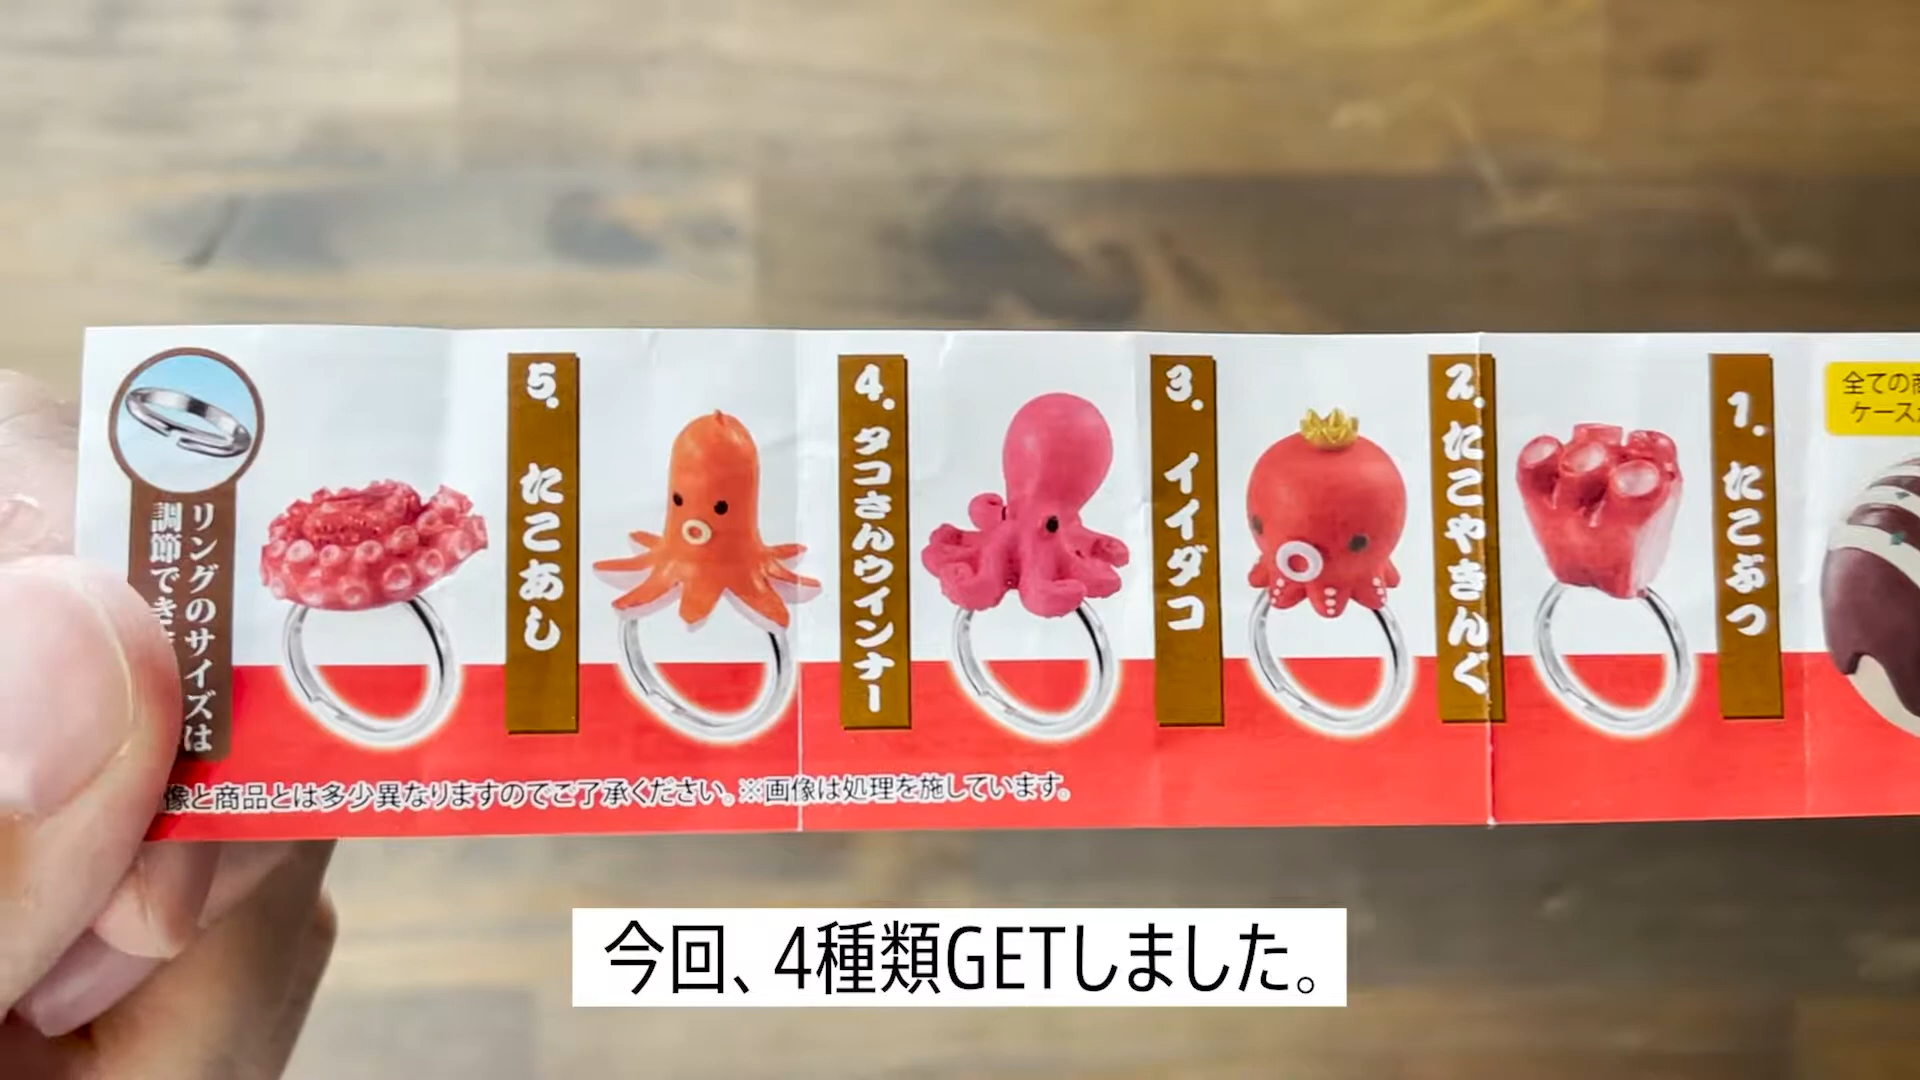 全ての
ケース
1. たこぶつ
2. たこやきんぐ
3. イイダコ
4. タコさんウインナー
5. たこあし
リングのサイズは
調節でき
像と商品とは多少異なりますのでご了承ください。※画像は処理を施しています。
今回、4種類GETしました。